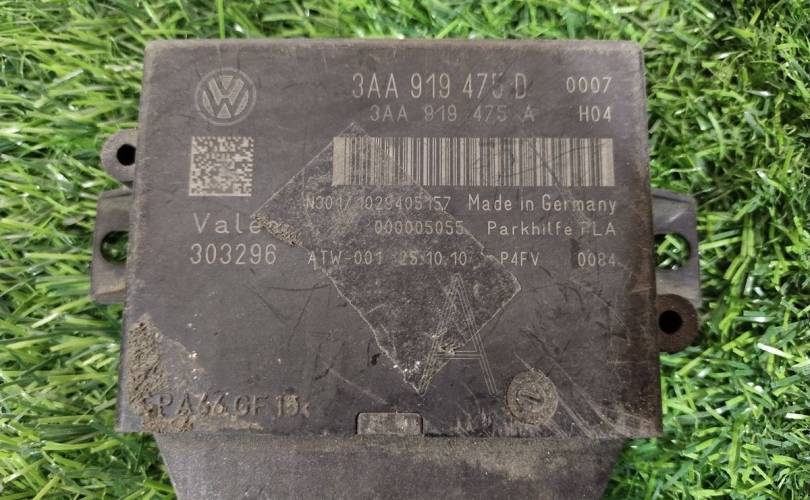 3AA 919 475 D 0007
3AA 919 475 A H04
N301/1029405157 Made in Germany
000005055 Parkhilfe PLA
303296 ATW-001 25.10.10 P4FV 0084
A